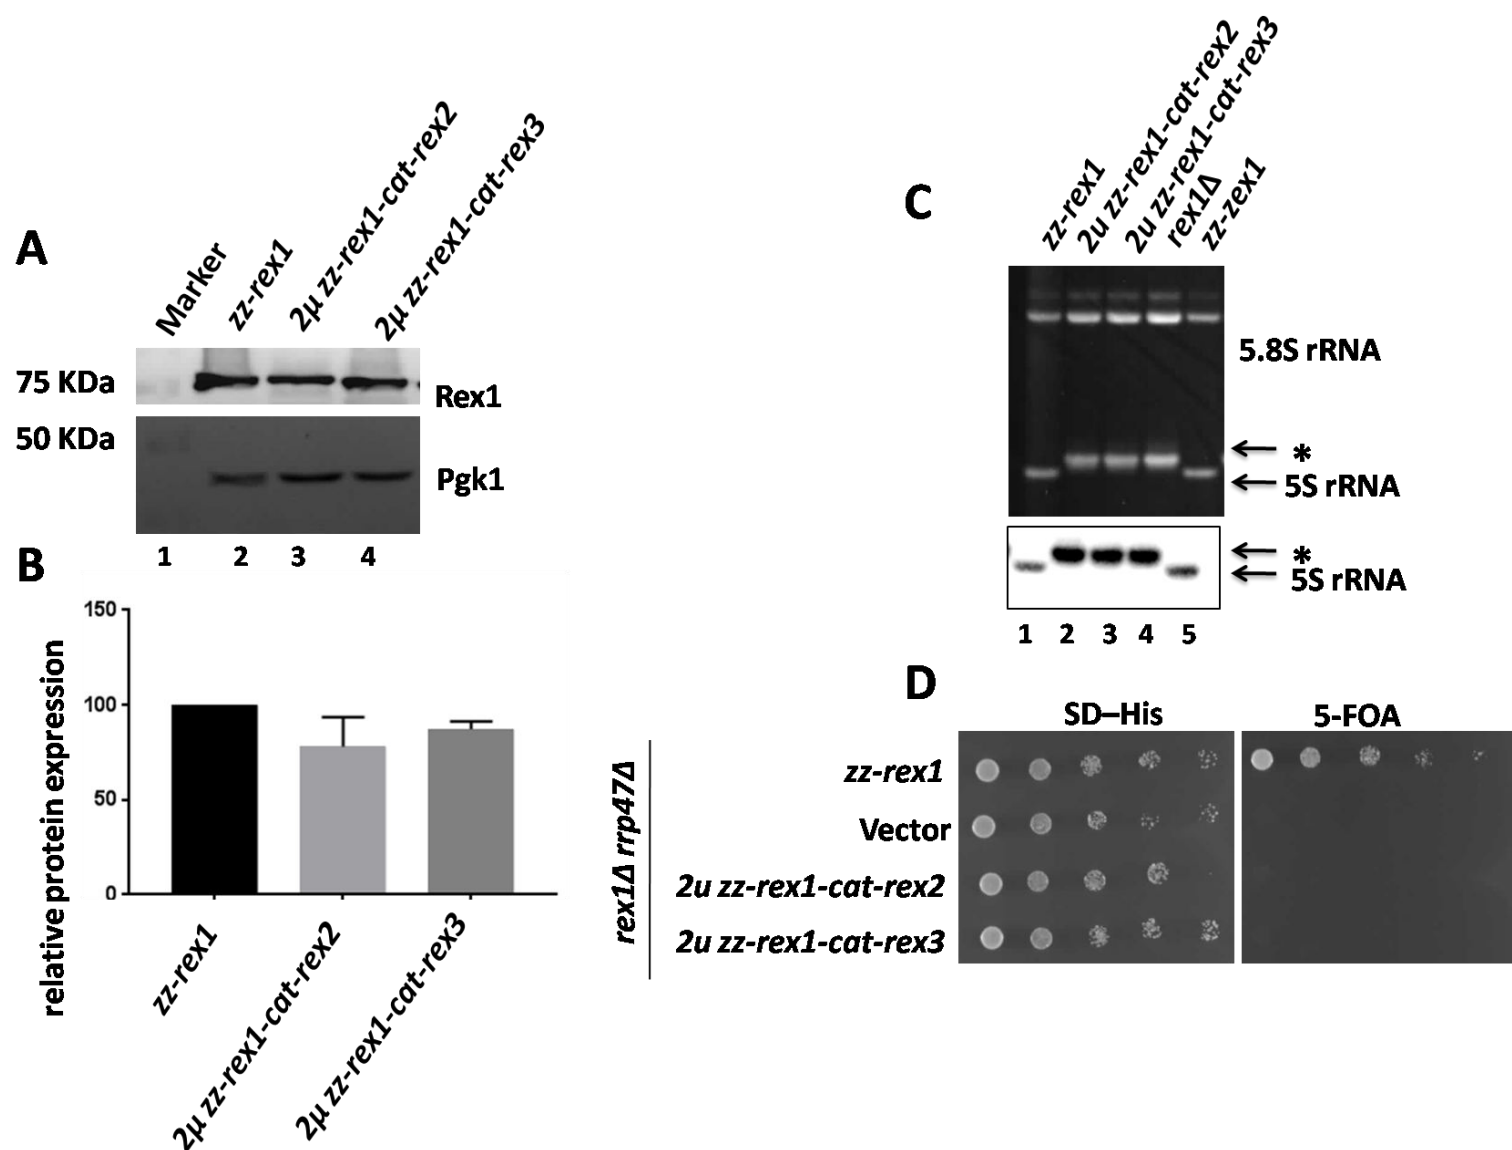 A
Marker
zz-rex1
2µ zz-rex1-cat-rex2
2µ zz-rex1-cat-rex3
75 KDa
Rex1
50 KDa
Pgk1
1 2 3 4
B
relative protein expression
150
100
50
0
zz-rex1
2µ zz-rex1-cat-rex2
2µ zz-rex1-cat-rex3
C
zz-rex1
2u zz-rex1-cat-rex2
2u zz-rex1-cat-rex3
rex1Δ
zz-zex1
5.8S rRNA
*
5S rRNA
*
5S rRNA
1 2 3 4 5
D
SD–His
5-FOA
rex1Δ rrp47Δ
zz-rex1
Vector
2u zz-rex1-cat-rex2
2u zz-rex1-cat-rex3